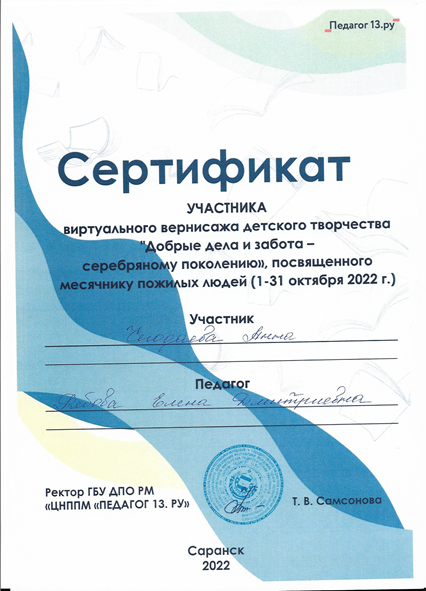 Педагог 13.ру
Сертификат
УЧАСТНИКА
виртуального вернисажа детского творчества
"Добрые дела и забота –
серебряному поколению», посвященного
месячнику пожилых людей (1-31 октября 2022 г.)
Участник
Анна
Педагог
Елена Дмитриевна
Ректор ГБУ ДПО РМ
«ЦНППМ «ПЕДАГОГ 13. РУ»
Т. В. Самсонова
Саранск
2022